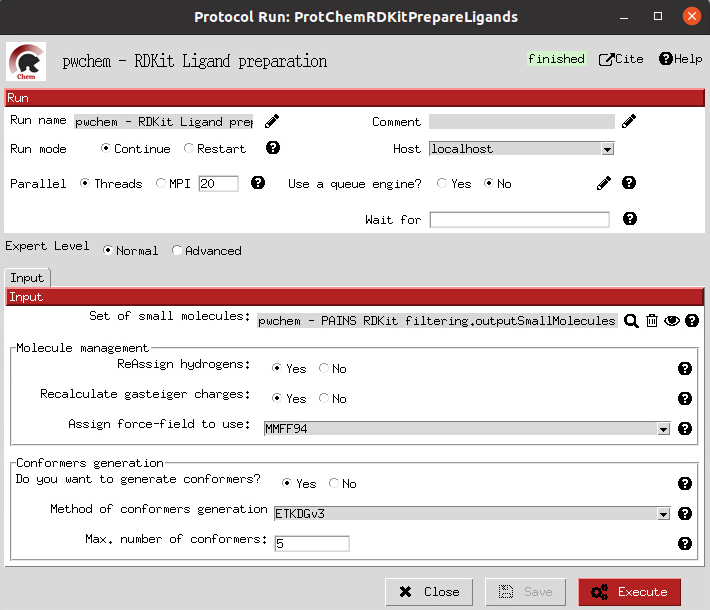 Protocol Run: ProtChemRDKitPrepareLigands
Chem
pwchem - RDKit Ligand preparation
finished Cite Help
Run
Run name pwchem - RDKit Ligand prep Comment
Run mode Continue Restart Host localhost
Parallel Threads MPI 20 Use a queue engine? Yes No
Wait for
Expert Level Normal Advanced
Input
Input
Set of small molecules: pwchem - PAINS RDKit filtering.outputSmallMolecules
Molecule management
ReAssign hydrogens: Yes No
Recalculate gasteiger charges: Yes No
Assign force-field to use: MMFF94
Conformers generation
Do you want to generate conformers? Yes No
Method of conformers generation ETKDGv3
Max. number of conformers: 5
Close Save Execute